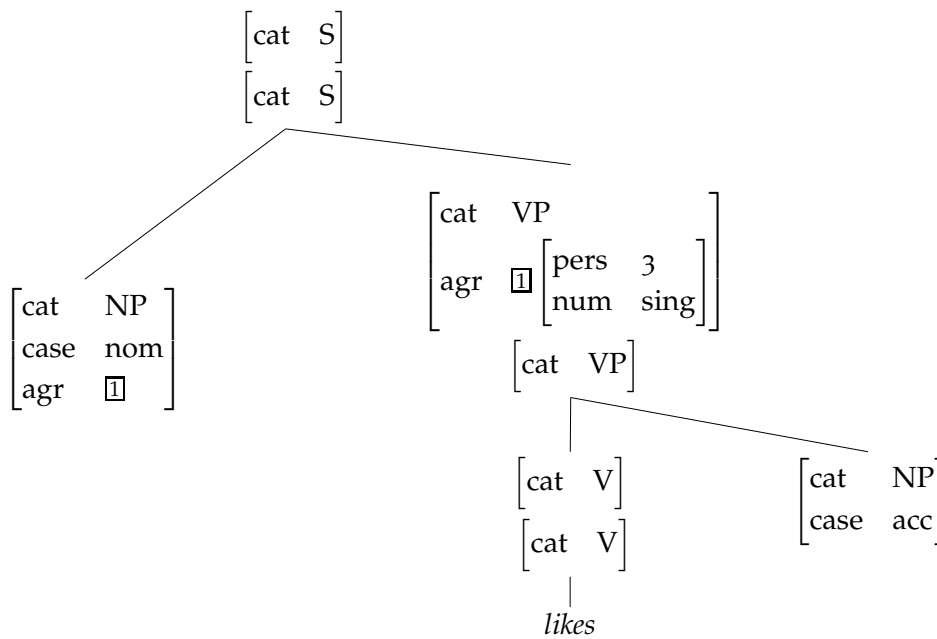 [cat S]
[cat S]
[cat VP
agr 1 [pers 3
num sing]]
[cat NP
case nom
agr 1]
[cat VP]
[cat V]
[cat NP
case acc]
[cat V]
likes